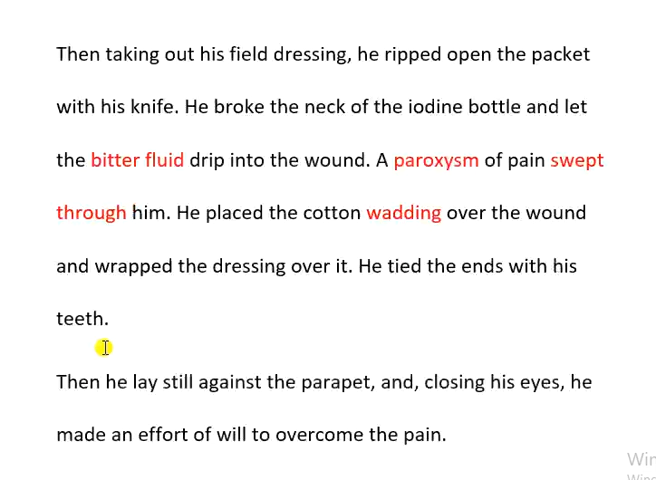 Then taking out his field dressing, he ripped open the packet
with his knife. He broke the neck of the iodine bottle and let
the bitter fluid drip into the wound. A paroxysm of pain swept
through him. He placed the cotton wadding over the wound
and wrapped the dressing over it. He tied the ends with his
teeth.
Then he lay still against the parapet, and, closing his eyes, he
made an effort of will to overcome the pain.